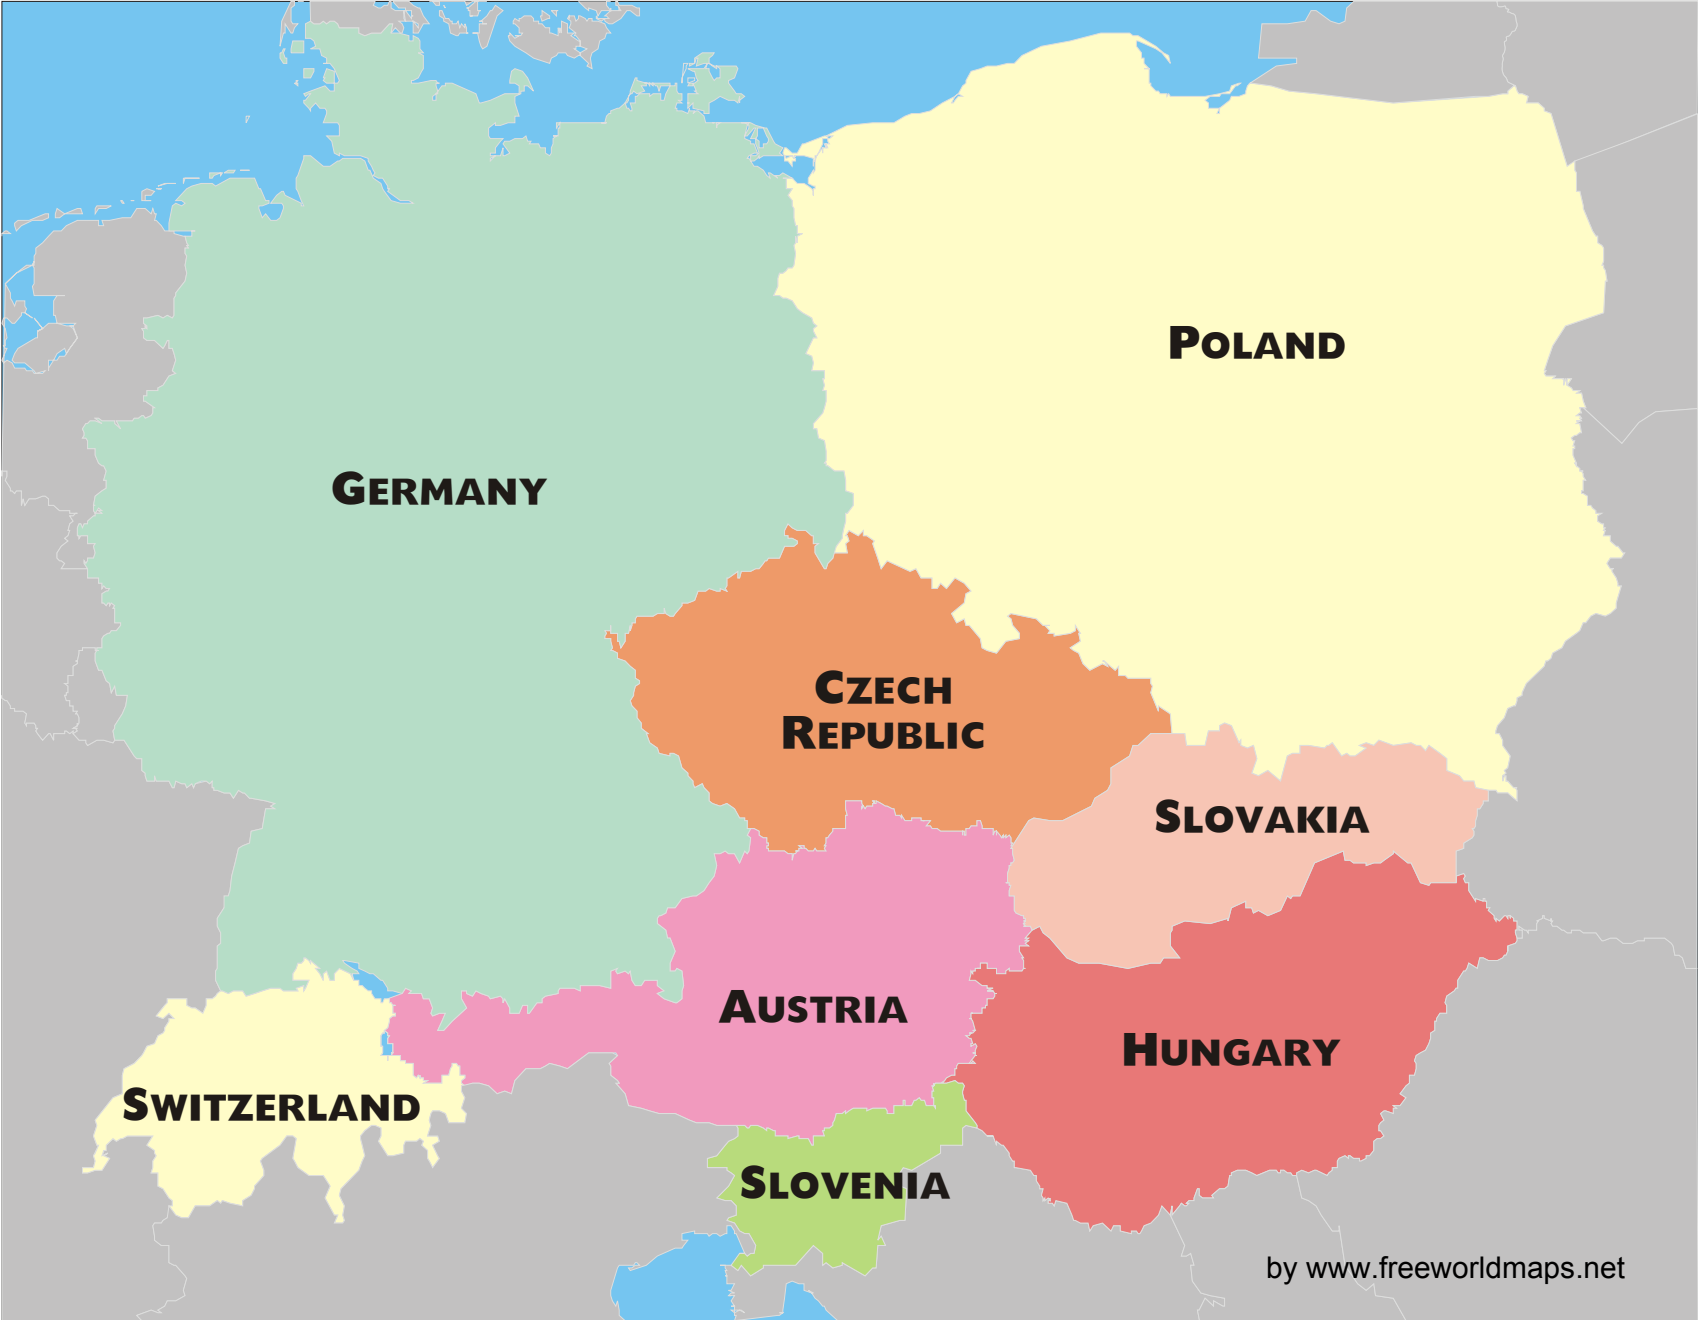 POLAND
GERMANY
CZECH
REPUBLIC
SLOVAKIA
AUSTRIA
HUNGARY
SWITZERLAND
SLOVENIA
by www.freeworldmaps.net